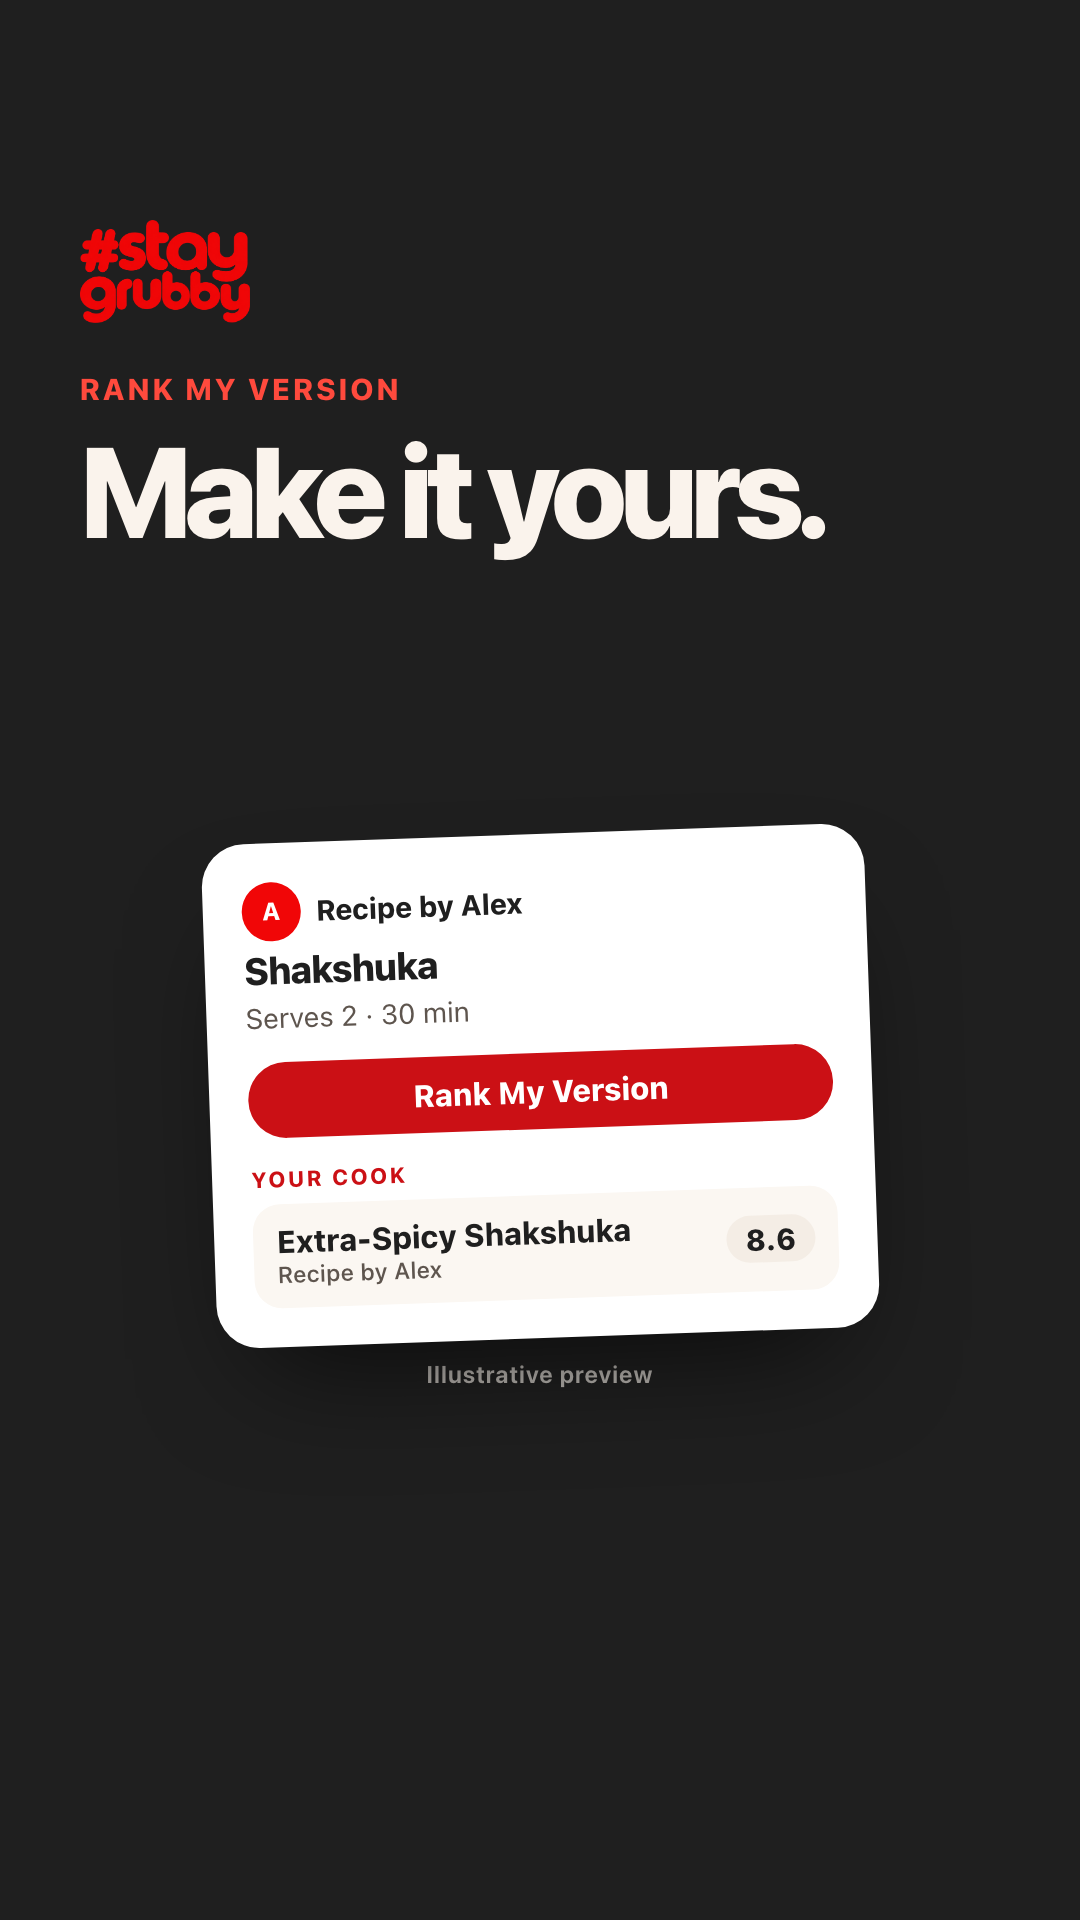 #stay
grubby
RANK MY VERSION
Make it yours.
A
Recipe by Alex
Shakshuka
Serves 2 · 30 min
Rank My Version
YOUR COOK
Extra-Spicy Shakshuka
8.6
Recipe by Alex
Illustrative preview